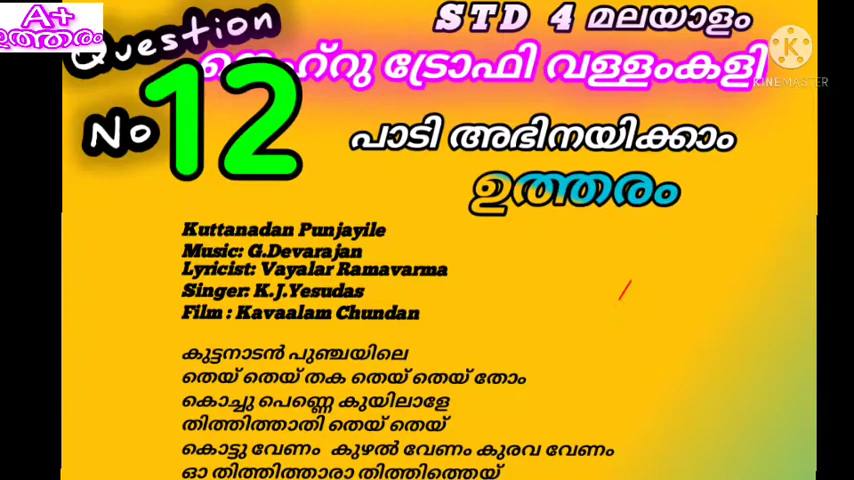 A+
ഉത്തരം
STD 4 മലയാളം
Question
No 12
ട്രോഫി വള്ളംകളി
KINEMASTER
പാടി അഭിനയിക്കാം
ഉത്തരം
Kuttanadan Punjayile
Music: G.Devarajan
Lyricist: Vayalar Ramavarma
Singer: K.J.Yesudas
Film : Kavaalam Chundan
കുട്ടനാടൻ പുഞ്ചയിലെ
തെയ് തെയ് തക തെയ് തെയ് തോം
കൊച്ചു പെണ്ണെ കുയിലാളേ
തിത്തിത്താതി തെയ് തെയ്
കൊട്ടു വേണം കുഴൽ വേണം കുരവ വേണം
ഓ തിത്തിത്താരാ തിത്തിത്തെയ്